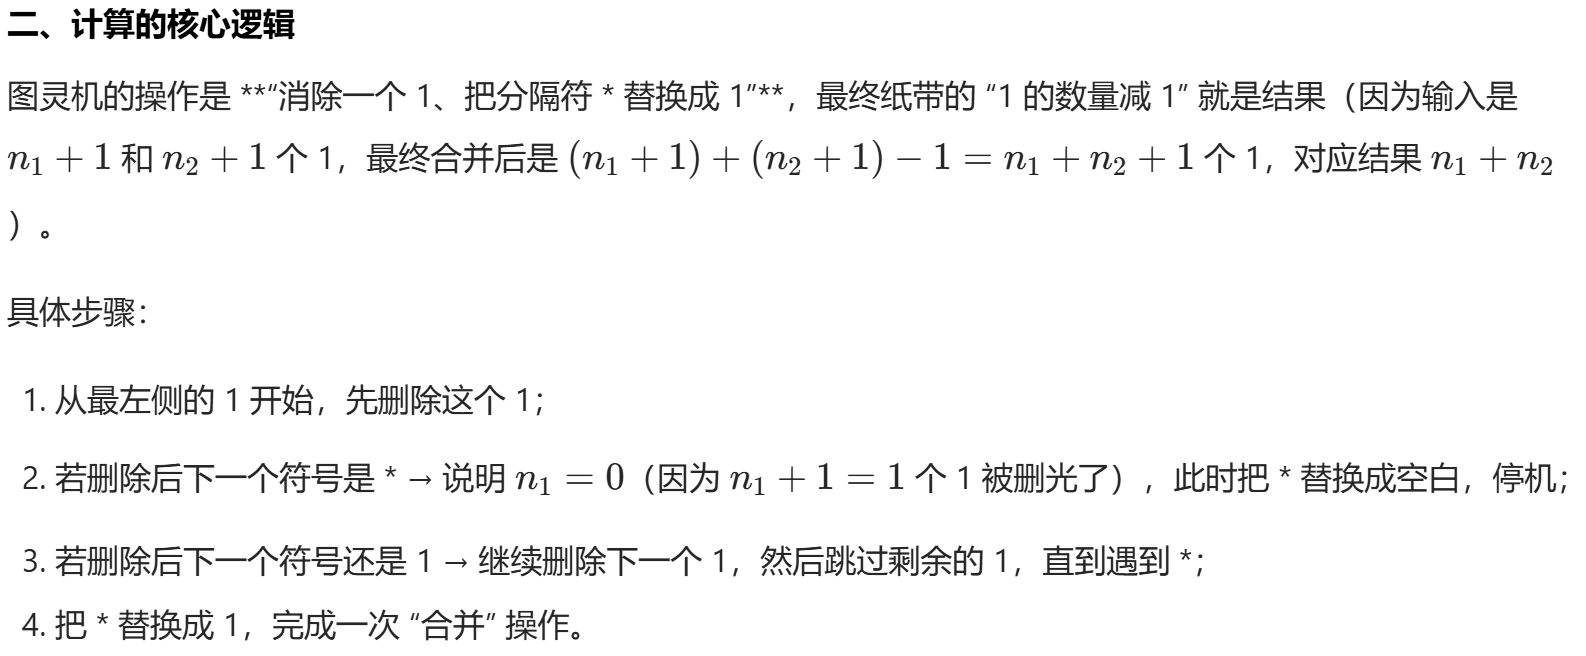 二、计算的核心逻辑
图灵机的操作是 **“消除一个 1、把分隔符 * 替换成 1”**，最终纸带的 “1 的数量减 1” 就是结果（因为输入是
n₁ + 1 和 n₂ + 1 个 1，最终合并后是 (n₁ + 1) + (n₂ + 1) − 1 = n₁ + n₂ + 1 个 1，对应结果 n₁ + n₂
）。
具体步骤：
1. 从最左侧的 1 开始，先删除这个 1；
2. 若删除后下一个符号是 * → 说明 n₁ = 0（因为 n₁ + 1 = 1 个 1 被删光了），此时把 * 替换成空白，停机；
3. 若删除后下一个符号还是 1 → 继续删除下一个 1，然后跳过剩余的 1，直到遇到 *；
4. 把 * 替换成 1，完成一次 “合并” 操作。